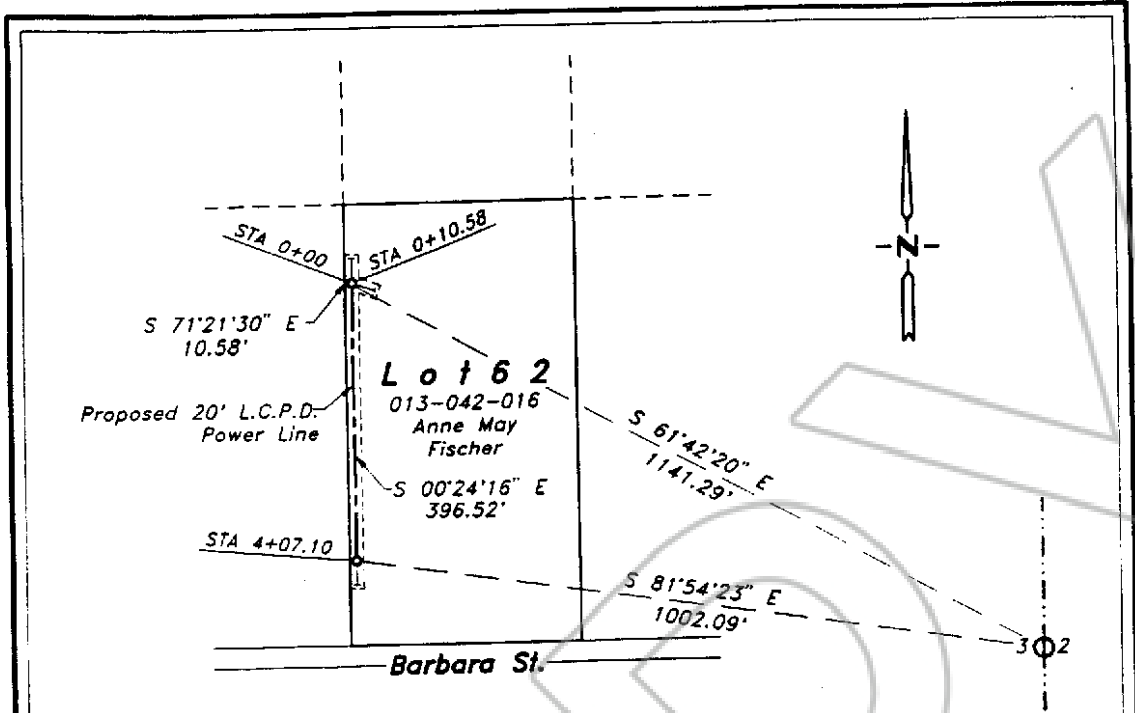 STA 0+00
STA 0+10.58
N
S 71°21'30" E
10.58'
Lot 62
013-042-016
Anne May
Fischer
Proposed 20' L.C.P.D.
Power Line
S 61°42'20" E
1141.29'
S 00°24'16" E
396.52'
STA 4+07.10
S 81°54'23" E
1002.09'
3 2
Barbara St.